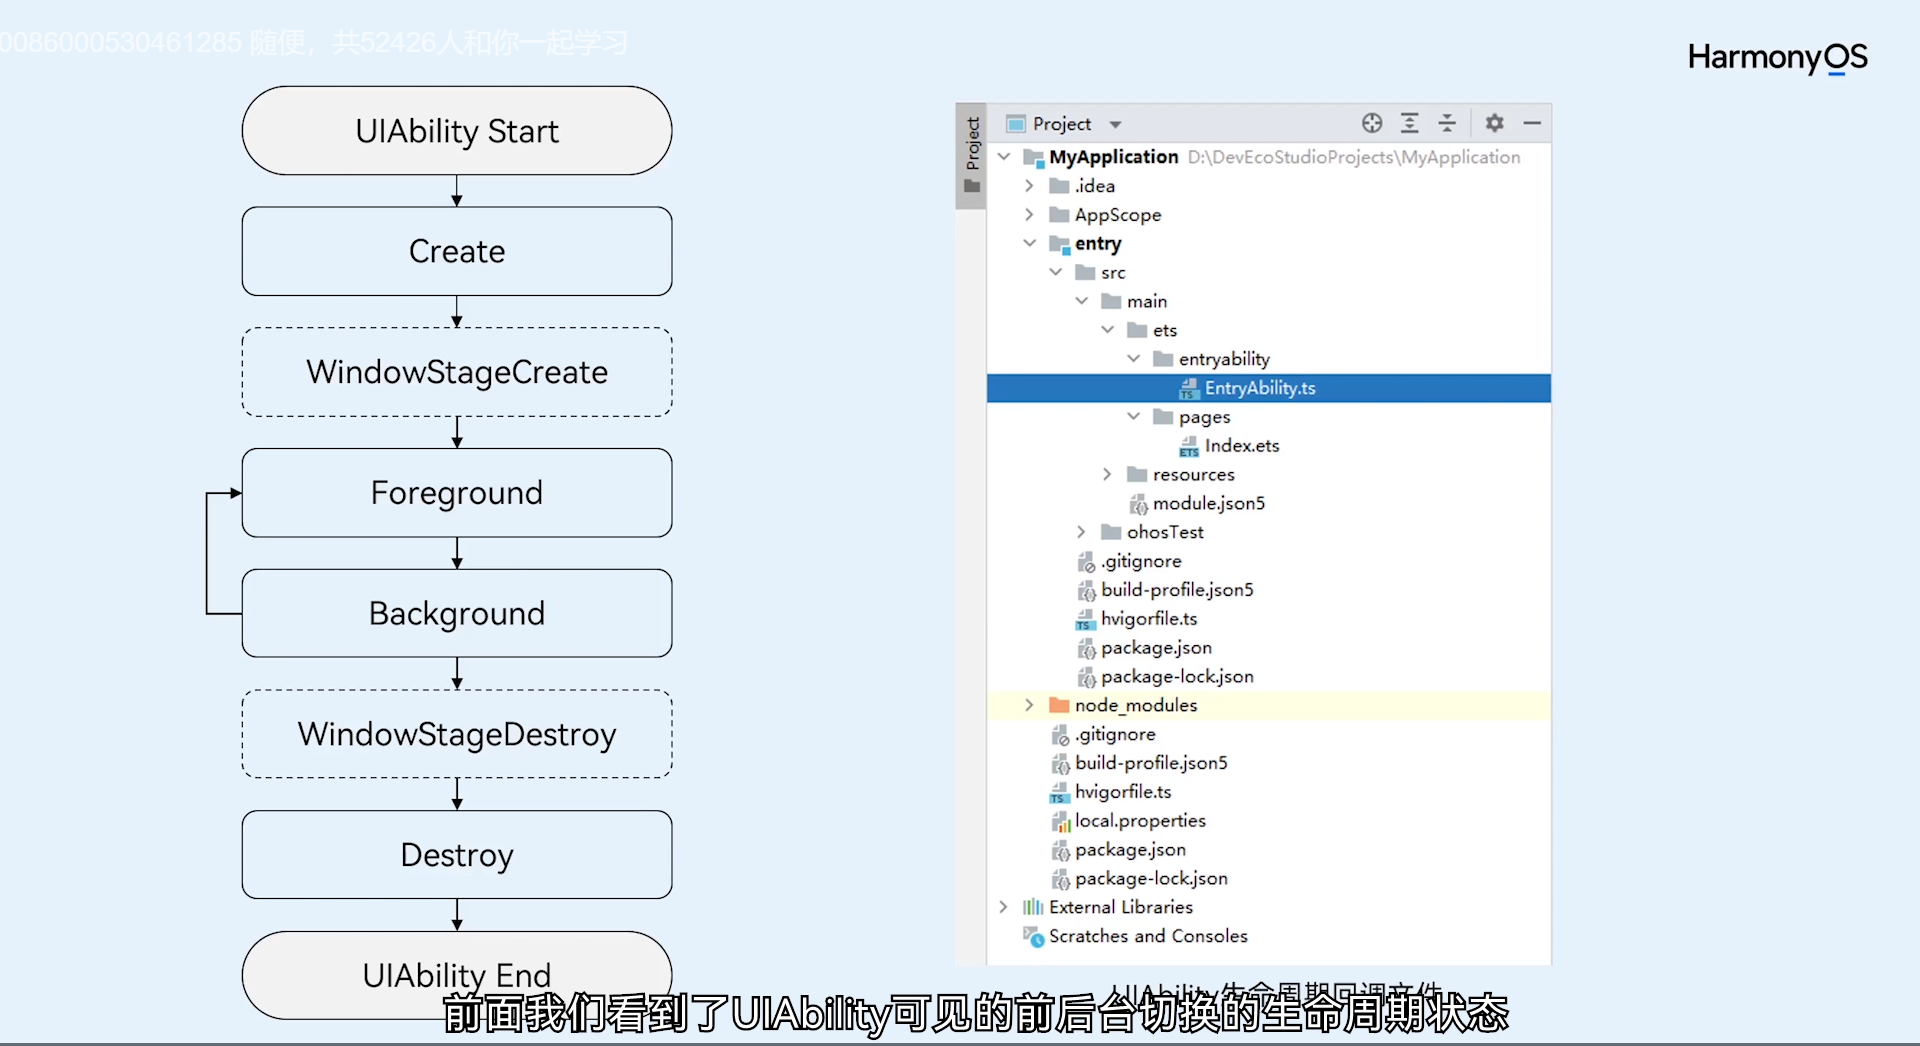 0086000530461285 随便，共52426人和你一起学习
HarmonyOS
UIAbility Start
Create
WindowStageCreate
Foreground
Background
WindowStageDestroy
Destroy
UIAbility End
Project
Project
MyApplication D:\DevEcoStudioProjects\MyApplication
.idea
AppScope
entry
src
main
ets
entryability
EntryAbility.ts
pages
Index.ets
resources
module.json5
ohosTest
.gitignore
build-profile.json5
hvigorfile.ts
package.json
package-lock.json
node_modules
.gitignore
build-profile.json5
hvigorfile.ts
local.properties
package.json
package-lock.json
External Libraries
Scratches and Consoles
UIAbility生命周期回调文件
前面我们看到了UIAbility可见的前后台切换的生命周期状态